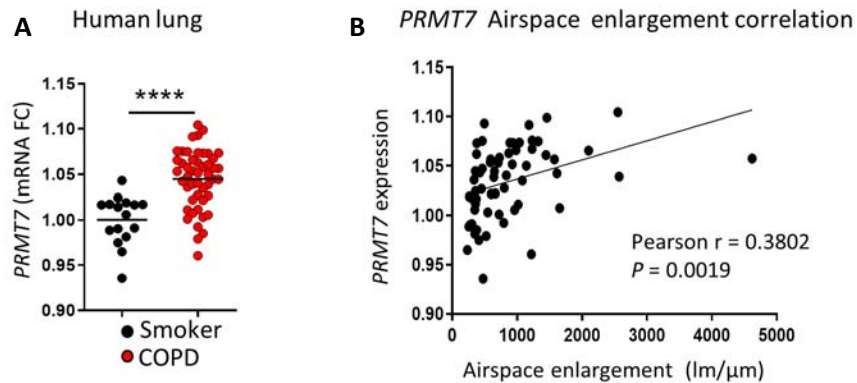 A
Human lung
PRMT7 (mRNA FC)
1.15
1.10
1.05
1.00
0.95
0.90
****
Smoker
COPD
B
PRMT7 Airspace enlargement correlation
PRMT7 expression
1.15
1.10
1.05
1.00
0.95
0.90
Pearson r = 0.3802
P = 0.0019
0 1000 2000 3000 4000 5000
Airspace enlargement (lm/μm)